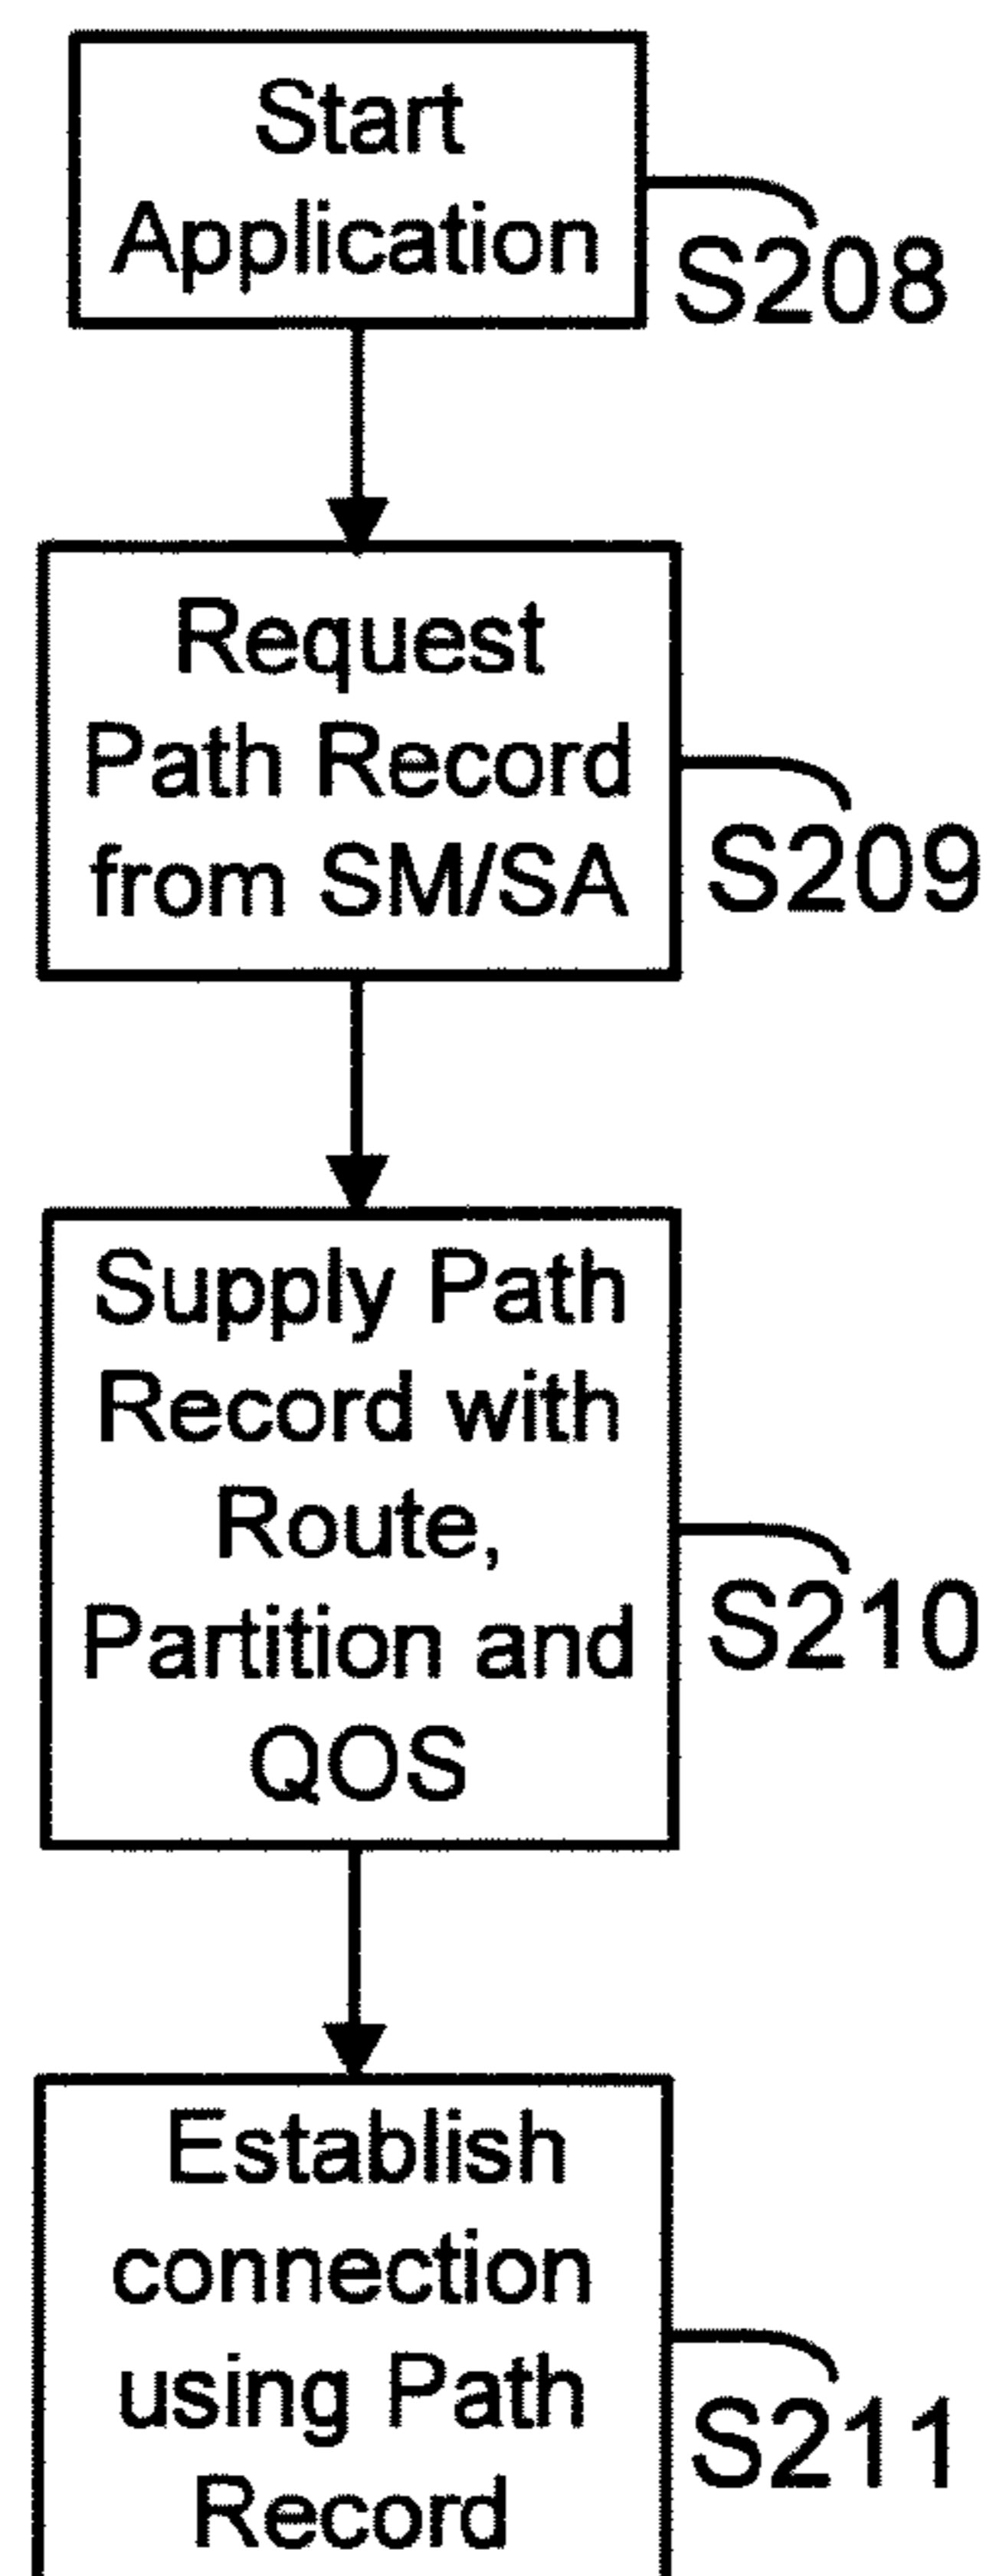 Start
Application
S208
Request
Path Record
from SM/SA
S209
Supply Path
Record with
Route,
Partition and
QOS
S210
Establish
connection
using Path
Record
S211